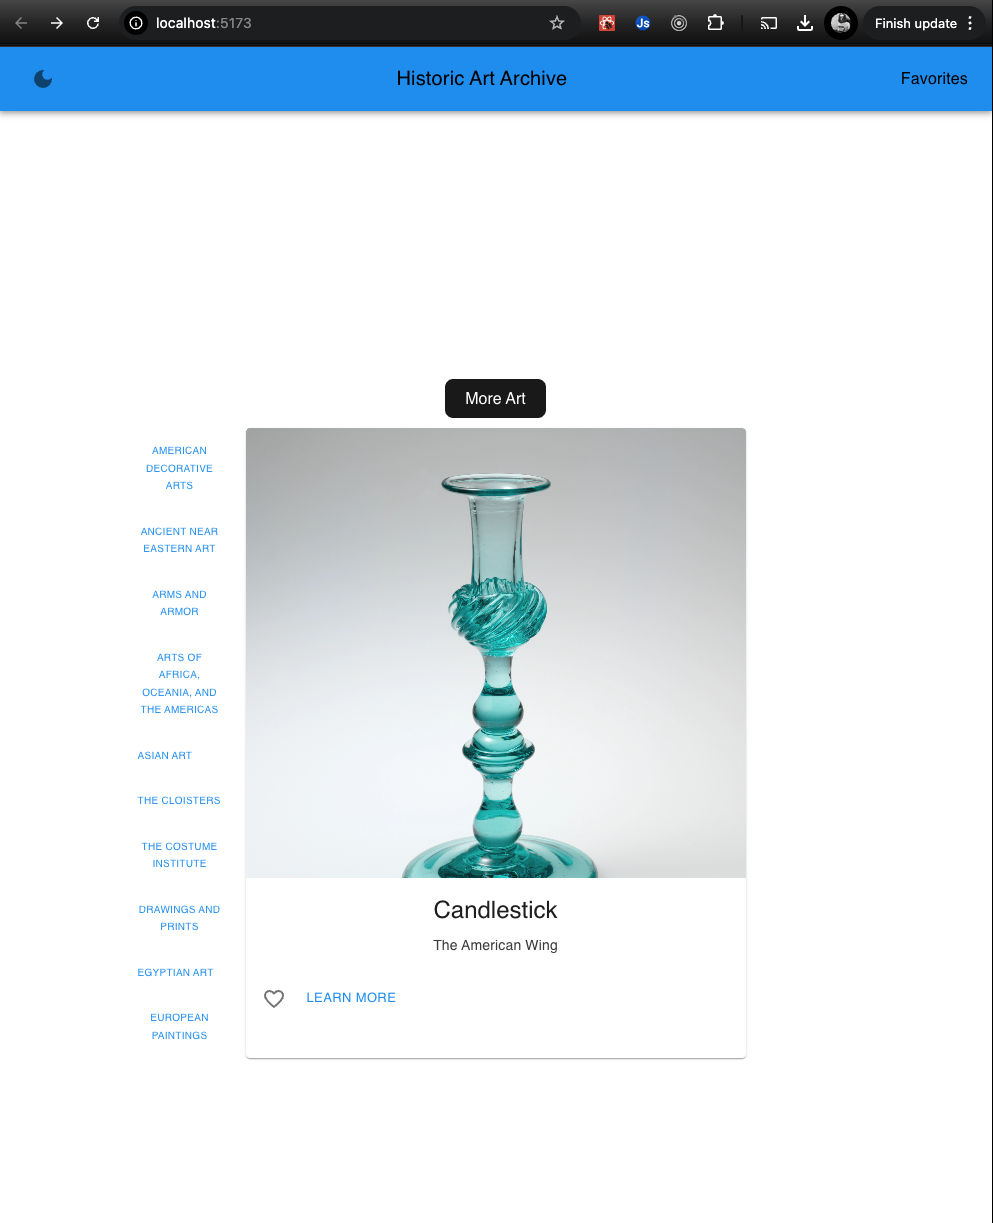 localhost:5173
Js
Finish update
Historic Art Archive
Favorites
More Art
AMERICAN
DECORATIVE
ARTS
ANCIENT NEAR
EASTERN ART
ARMS AND
ARMOR
ARTS OF
AFRICA,
OCEANIA, AND
THE AMERICAS
ASIAN ART
THE CLOISTERS
THE COSTUME
INSTITUTE
DRAWINGS AND
PRINTS
EGYPTIAN ART
EUROPEAN
PAINTINGS
Candlestick
The American Wing
LEARN MORE